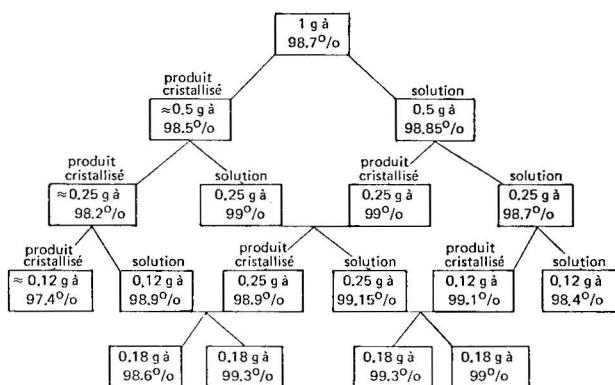 1 g à
98.7°/o
produit
cristallisé
solution
≈0.5 g à
98.5°/o
0.5 g à
98.85°/o
produit
cristallisé
solution
produit
cristallisé
solution
≈0.25 g à
98.2°/o
0.25 g à
99°/o
0.25 g à
99°/o
0.25 g à
98.7°/o
produit
cristallisé
solution
produit
cristallisé
solution
produit
cristallisé
solution
≈ 0.12 g à
97.4°/o
0.12 g à
98.9°/o
0.25 g à
98.9°/o
0.25 g à
99.15°/o
0.12 g à
99.1°/o
0.12 g à
98.4°/o
0.18 g à
98.6°/o
0.18 g à
99.3°/o
0.18 g à
99.3°/o
0.18 g à
99°/o